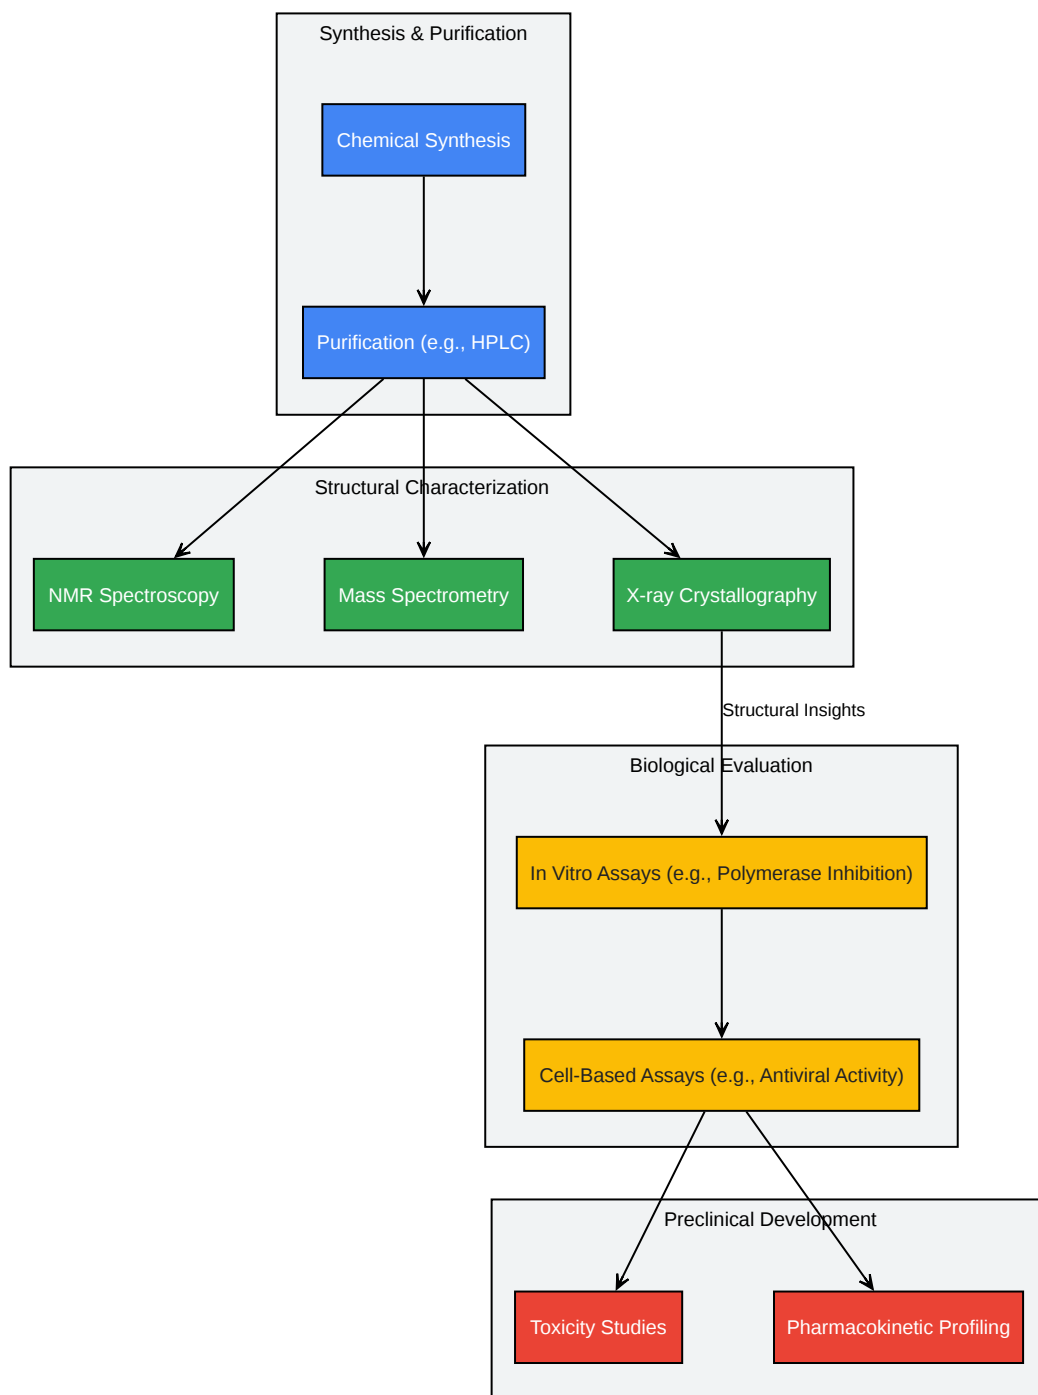 Synthesis & Purification
Chemical Synthesis
Purification (e.g., HPLC)
Structural Characterization
NMR Spectroscopy
Mass Spectrometry
X-ray Crystallography
Structural Insights
Biological Evaluation
In Vitro Assays (e.g., Polymerase Inhibition)
Cell-Based Assays (e.g., Antiviral Activity)
Preclinical Development
Toxicity Studies
Pharmacokinetic Profiling